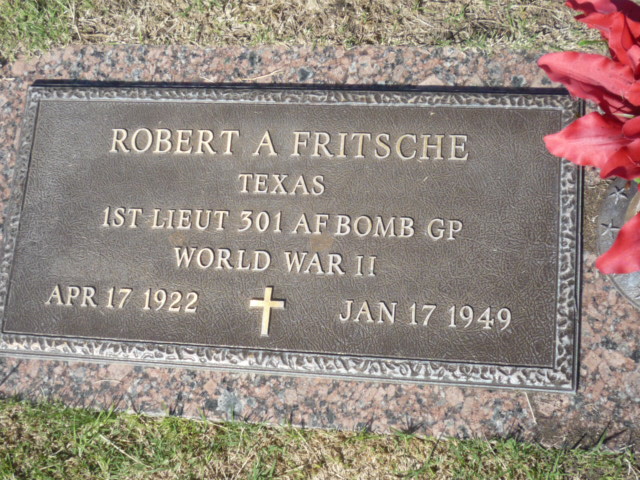 ROBERT A FRITSCHE
TEXAS
1ST LIEUT 301 AF BOMB GP
WORLD WAR II
APR 17 1922 JAN 17 1949